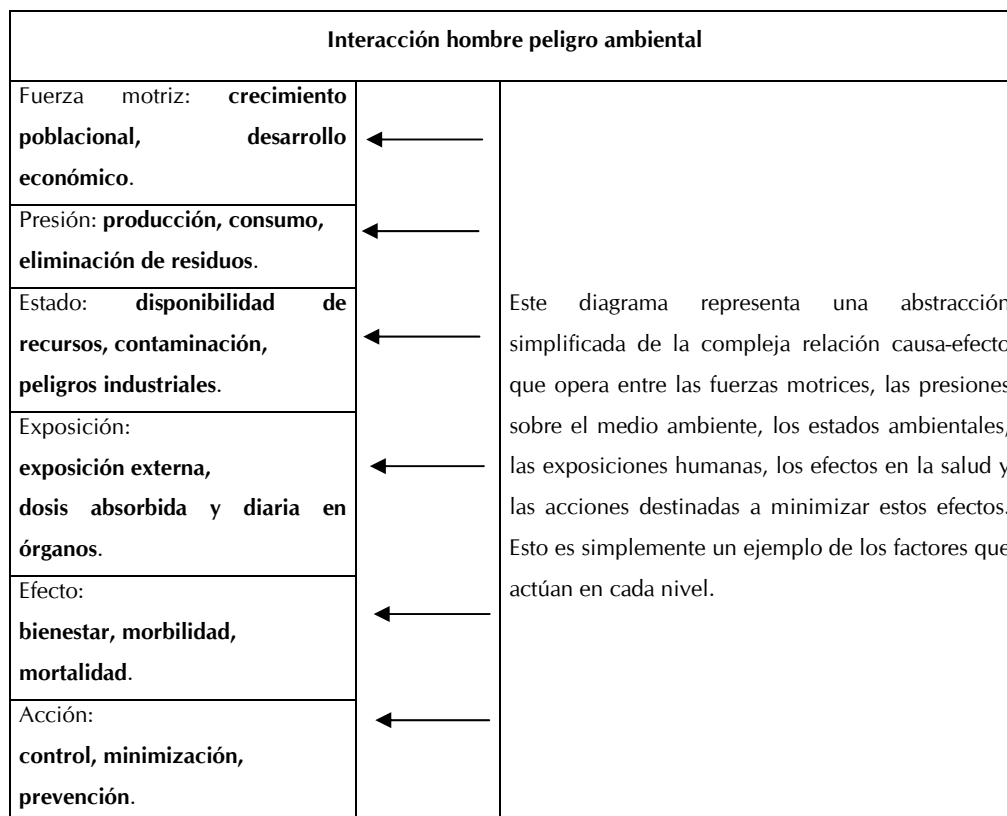 Interacción hombre peligro ambiental
Fuerza motriz: crecimiento
poblacional, desarrollo
económico.
Presión: producción, consumo,
eliminación de residuos.
Estado: disponibilidad de
recursos, contaminación,
peligros industriales.
Exposición:
exposición externa,
dosis absorbida y diaria en
órganos.
Efecto:
bienestar, morbilidad,
mortalidad.
Acción:
control, minimización,
prevención.
Este diagrama representa una abstracción
simplificada de la compleja relación causa-efecto
que opera entre las fuerzas motrices, las presiones
sobre el medio ambiente, los estados ambientales,
las exposiciones humanas, los efectos en la salud y
las acciones destinadas a minimizar estos efectos.
Esto es simplemente un ejemplo de los factores que
actúan en cada nivel.